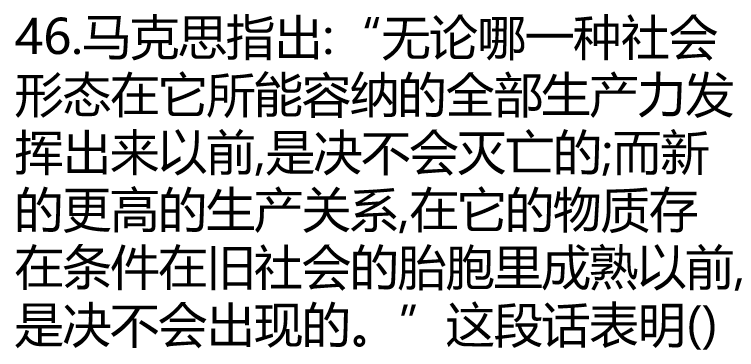 46.马克思指出:“无论哪一种社会
形态在它所能容纳的全部生产力发
挥出来以前,是决不会灭亡的;而新
的更高的生产关系,在它的物质存
在条件在旧社会的胎胞里成熟以前,
是决不会出现的。”这段话表明()